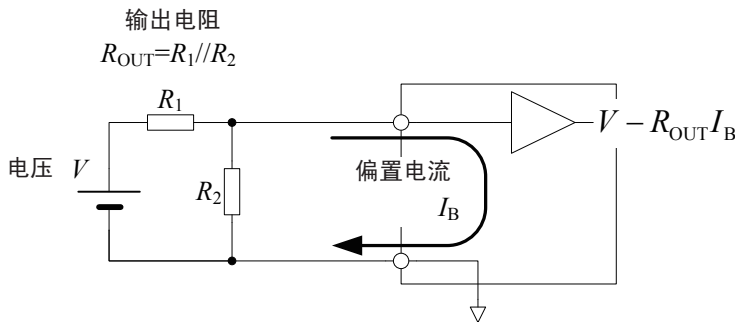 输出电阻
R_OUT=R_1//R_2
R_1
V − R_OUT I_B
电压 V
R_2
偏置电流
I_B